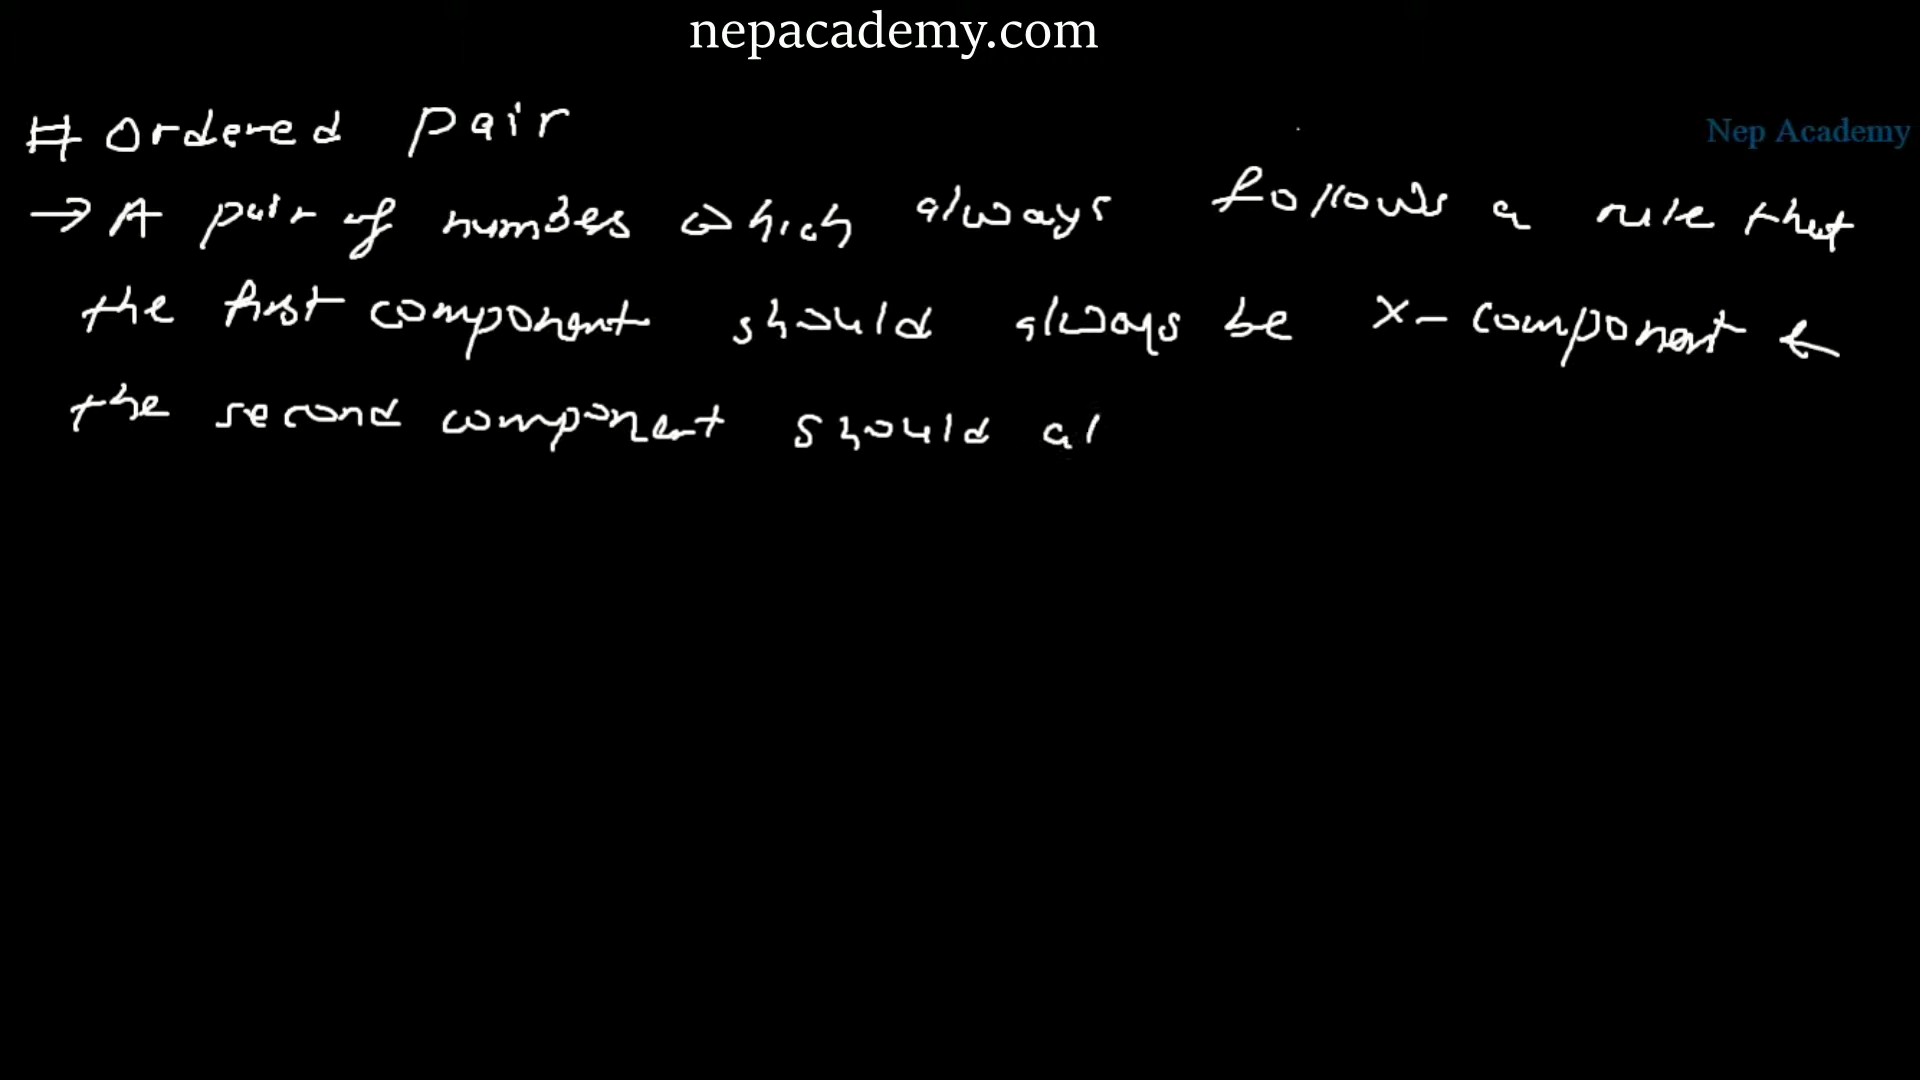 nepacademy.com
# Ordered pair
Nep Academy
→ A pair of numbers which always follows a rule that
the first component should always be x-component &
the second component should al